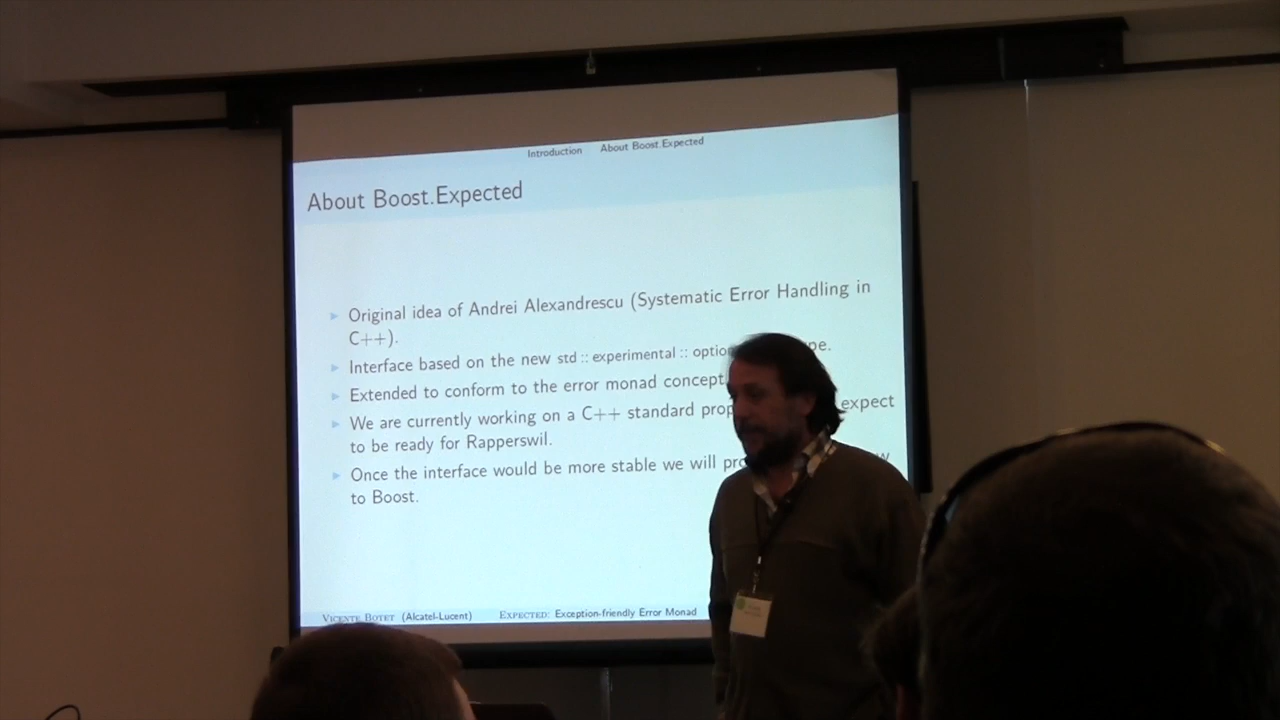 Introduction About Boost.Expected
About Boost.Expected
Original idea of Andrei Alexandrescu (Systematic Error Handling in
C++).
Interface based on the new std :: experimental :: optio pe.
Extended to conform to the error monad concept
We are currently working on a C++ standard prop expect
to be ready for Rapperswil.
Once the interface would be more stable we will pro w
to Boost.
Vicente Botet (Alcatel-Lucent) Expected: Exception-friendly Error Monad